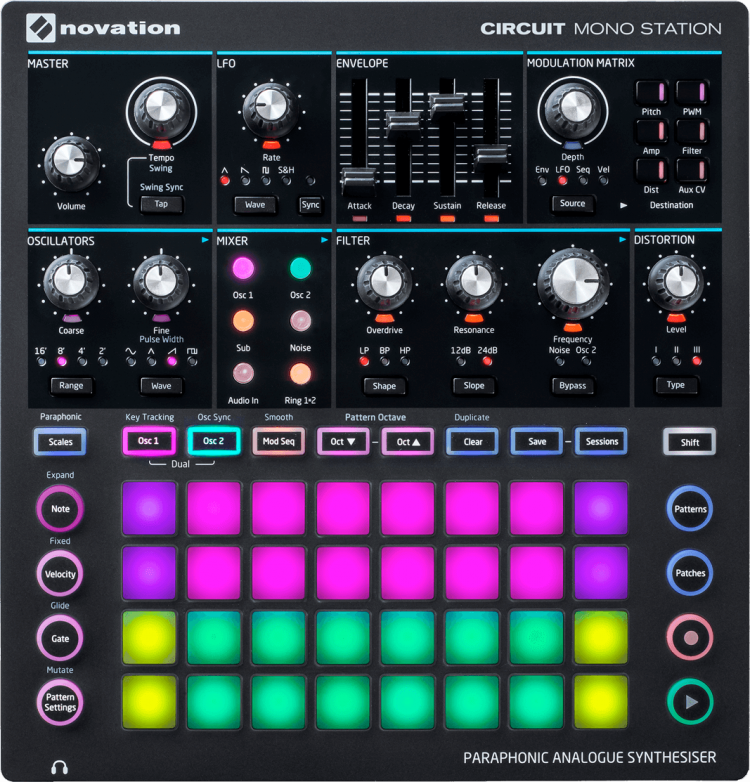 novation
CIRCUIT MONO STATION
MASTER
LFO
ENVELOPE
MODULATION MATRIX
Pitch
PWM
Tempo
Swing
Rate
Depth
Amp
Filter
Env
LFO
Seq
Vel
S&H
Swing Sync
Volume
Tap
Wave
Sync
Attack
Decay
Sustain
Release
Source
Dist
Aux CV
Destination
OSCILLATORS
MIXER
FILTER
DISTORTION
Osc 1
Osc 2
Coarse
Fine
Pulse Width
Overdrive
Resonance
Frequency
Level
16' 8' 4' 2'
Sub
Noise
LP BP HP
12dB 24dB
Noise Osc 2
I II III
Range
Wave
Audio In
Ring 1*2
Shape
Slope
Bypass
Type
Paraphonic
Key Tracking
Osc Sync
Smooth
Pattern Octave
Duplicate
Scales
Osc 1
Osc 2
Mod Seq
Oct ▼
Oct ▲
Clear
Save
Sessions
Shift
Dual
Expand
Note
Patterns
Fixed
Velocity
Patches
Glide
Gate
Mutate
Pattern
Settings
PARAPHONIC ANALOGUE SYNTHESISER